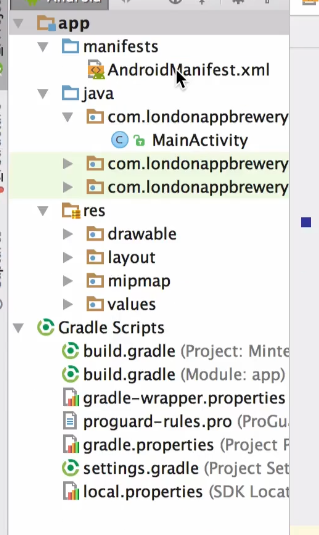 app
manifests
AndroidManifest.xml
java
com.londonappbrewery
MainActivity
com.londonappbrewery
com.londonappbrewery
res
drawable
layout
mipmap
values
Gradle Scripts
build.gradle (Project: Minte
build.gradle (Module: app)
gradle-wrapper.properties
proguard-rules.pro (ProGua
gradle.properties (Project P
settings.gradle (Project Set
local.properties (SDK Locat